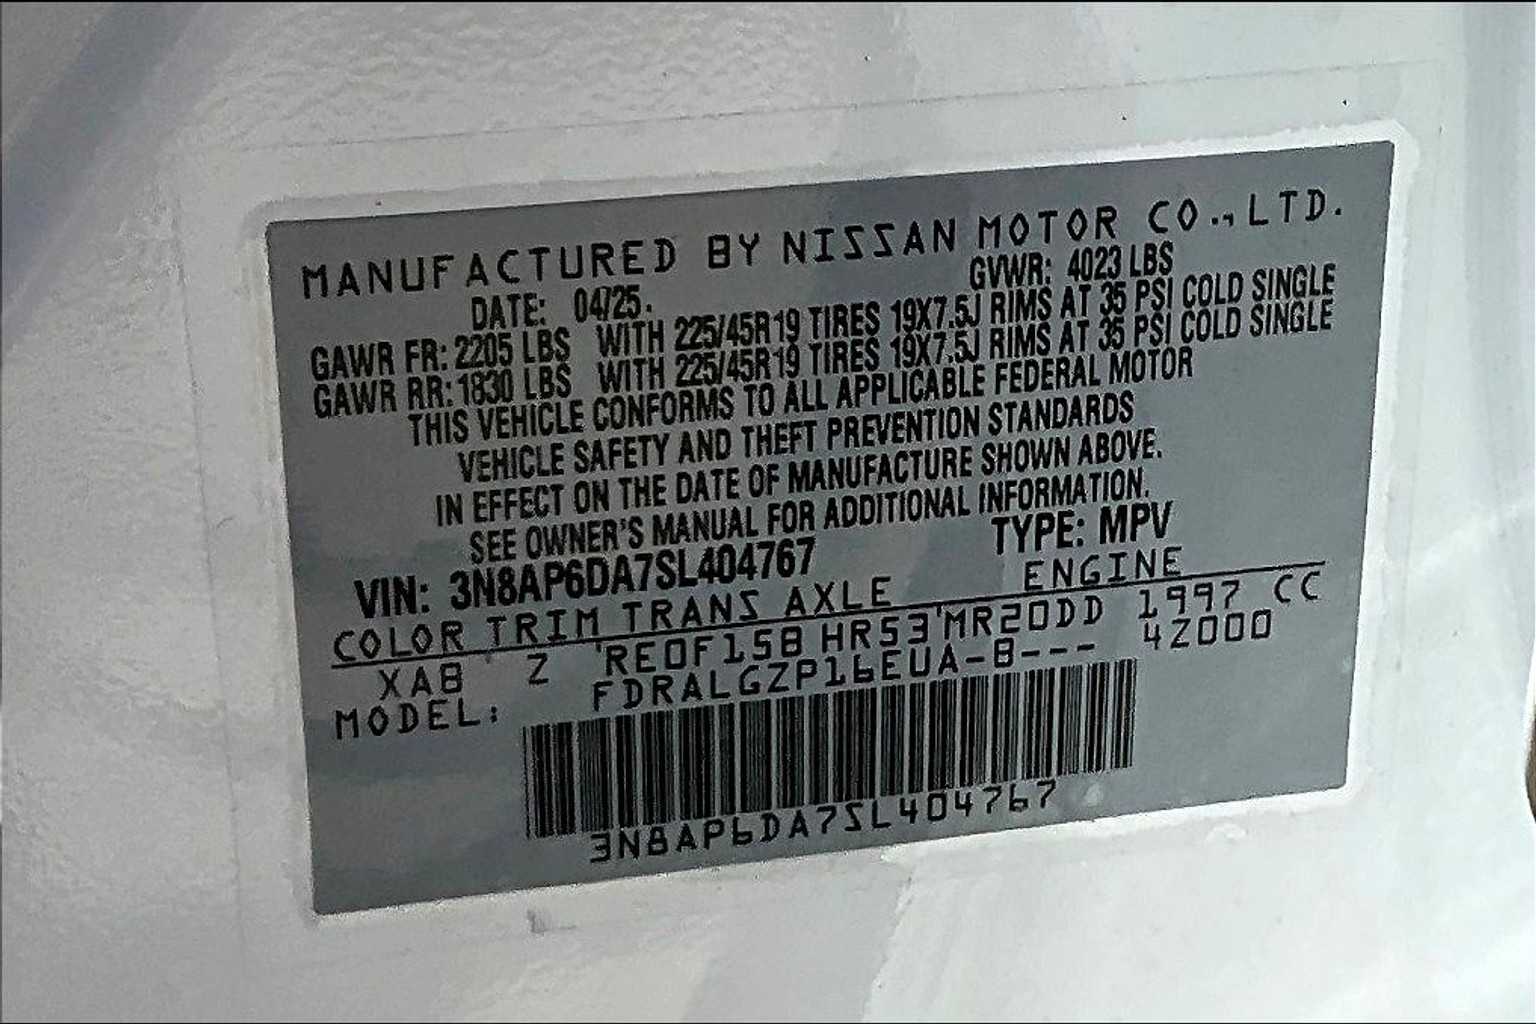 MANUFACTURED BY NISSAN MOTOR CO., LTD.
DATE: 04/25. GVWR: 4023 LBS
GAWR FR: 2205 LBS WITH 225/45R19 TIRES 19X7.5J RIMS AT 35 PSI COLD SINGLE
GAWR RR: 1830 LBS WITH 225/45R19 TIRES 19X7.5J RIMS AT 35 PSI COLD SINGLE
THIS VEHICLE CONFORMS TO ALL APPLICABLE FEDERAL MOTOR
VEHICLE SAFETY AND THEFT PREVENTION STANDARDS
IN EFFECT ON THE DATE OF MANUFACTURE SHOWN ABOVE.
SEE OWNER'S MANUAL FOR ADDITIONAL INFORMATION.
VIN: 3N8AP6DA7SL404767 TYPE: MPV
COLOR TRIM TRANS AXLE ENGINE
XAB Z RE0F15B HR53 MR20DD 1997 CC
MODEL: FDRALGZP16EUA-B--- 4Z000
3N8AP6DA7SL404767